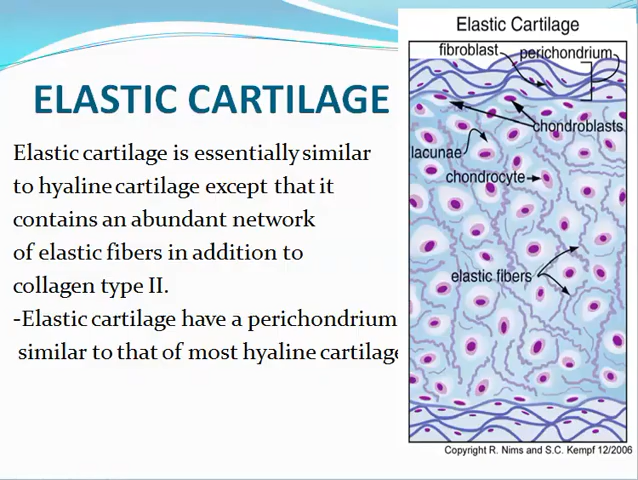 ELASTIC CARTILAGE
Elastic cartilage is essentially similar
to hyaline cartilage except that it
contains an abundant network
of elastic fibers in addition to
collagen type II.
-Elastic cartilage have a perichondrium
similar to that of most hyaline cartilage
Elastic Cartilage
fibroblast
perichondrium
chondroblasts
lacunae
chondrocyte
elastic fibers
Copyright R. Nims and S.C. Kempf 12/2006